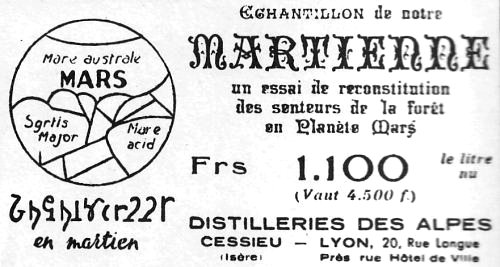 Mare australe
MARS
Sgrtis
Major
Mare
acid
en martien
ECHANTILLON de notre
MARTIENNE
un essai de reconstitution
des senteurs de la forêt
en Planète Mars
Frs 1.100 le litre
nu
(Vaut 4.500 f.)
DISTILLERIES DES ALPES
CESSIEU – LYON, 20, Rue Longue
(Isère) Près rue Hôtel de Ville